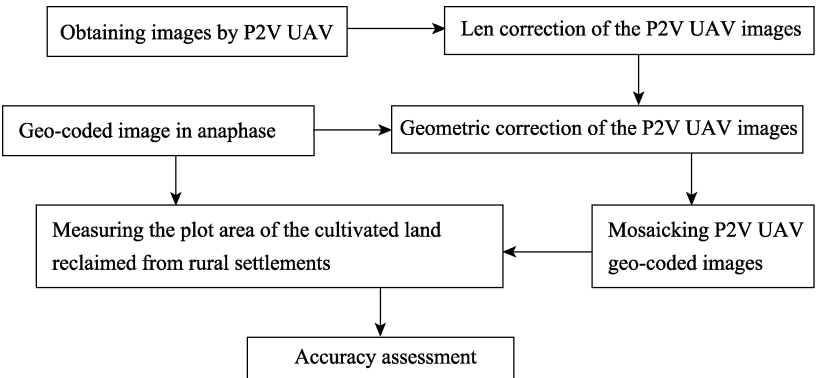 Obtaining images by P2V UAV
Len correction of the P2V UAV images
Geo-coded image in anaphase
Geometric correction of the P2V UAV images
Measuring the plot area of the cultivated land
reclaimed from rural settlements
Mosaicking P2V UAV
geo-coded images
Accuracy assessment